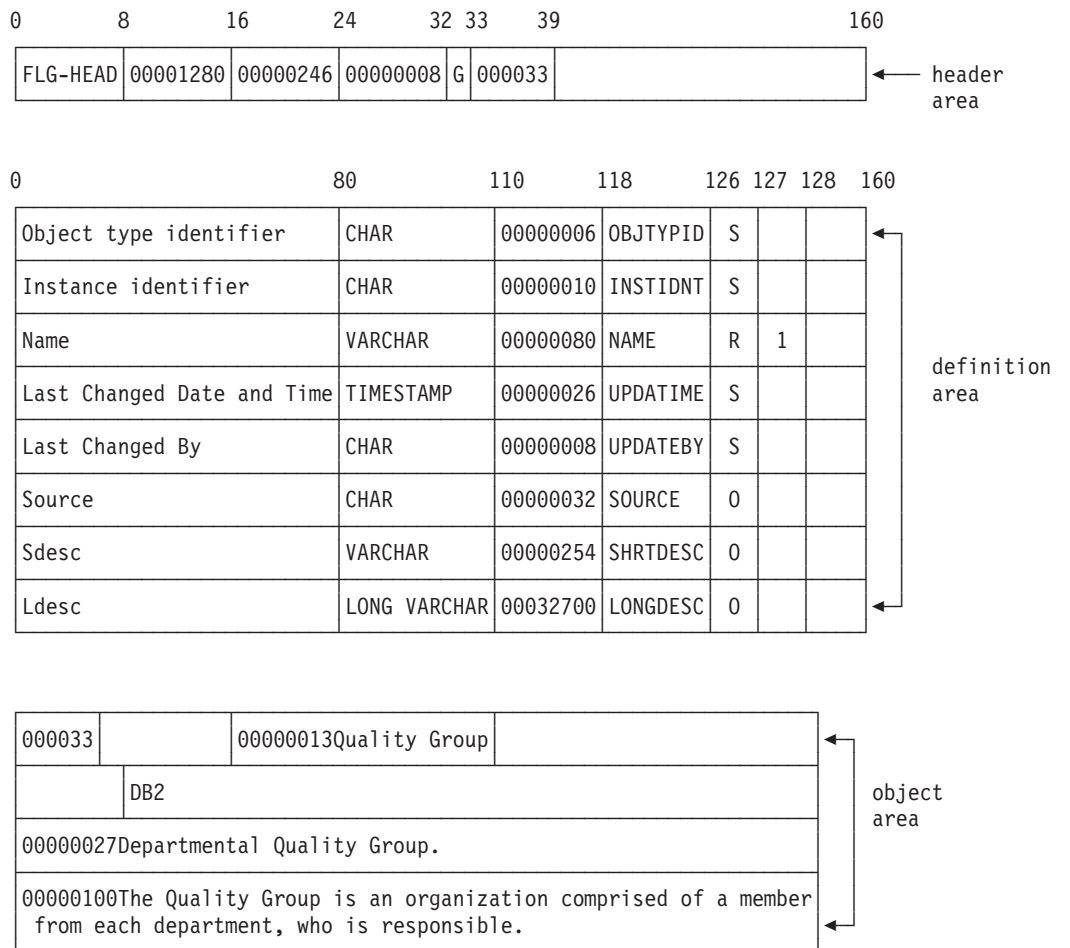 0 8 16 24 32 33 39 160
FLG-HEAD 00001280 00000246 00000008 G 000033 header
area
0 80 110 118 126 127 128 160
Object type identifier CHAR 00000006 OBJTYPID S
Instance identifier CHAR 00000010 INSTIDNT S
Name VARCHAR 00000080 NAME R 1
definition
Last Changed Date and Time TIMESTAMP 00000026 UPDATIME S area
Last Changed By CHAR 00000008 UPDATEBY S
Source CHAR 00000032 SOURCE O
Sdesc VARCHAR 00000254 SHRTDESC O
Ldesc LONG VARCHAR 00032700 LONGDESC O
000033 00000013Quality Group
DB2 object
area
00000027Departmental Quality Group.
00000100The Quality Group is an organization comprised of a member
from each department, who is responsible.